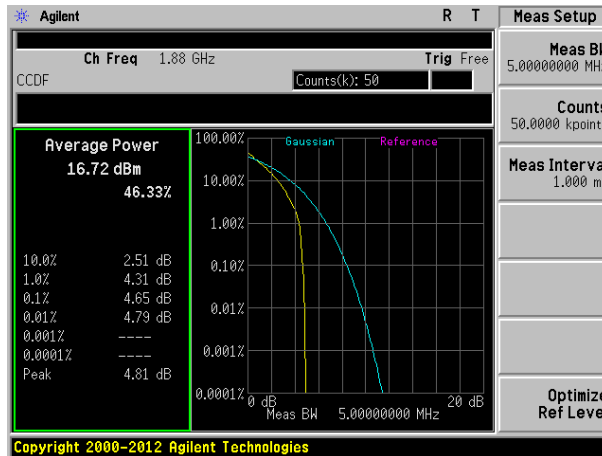 Agilent R T
Ch Freq 1.88 GHz Trig Free
CCDF Counts(k): 50
Average Power
16.72 dBm
46.33%
10.0% 2.51 dB
1.0% 4.31 dB
0.1% 4.65 dB
0.01% 4.79 dB
0.001% ----
0.0001% ----
Peak 4.81 dB
100.00% Gaussian Reference
10.00%
1.00%
0.10%
0.01%
0.001%
0.0001%
0 dB 20 dB
Meas BW 5.00000000 MHz
Meas Setup
Meas B
5.00000000 MH
Counts
50.0000 kpoint
Meas Interva
1.000 m
Optimize
Ref Leve
Copyright 2000-2012 Agilent Technologies